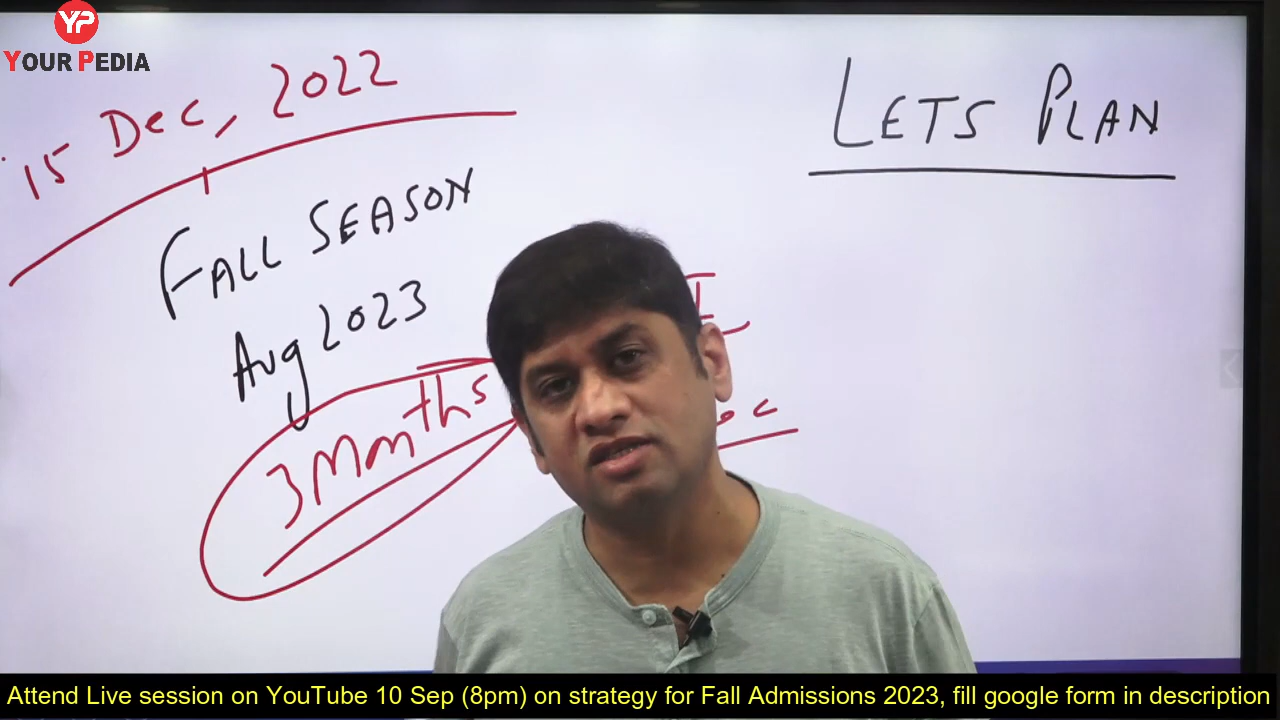 YP
YOUR PEDIA
15 Dec, 2022
LETS PLAN
FALL SEASON
Aug 2023
3 Months
Attend Live session on YouTube 10 Sep (8pm) on strategy for Fall Admissions 2023, fill google form in description